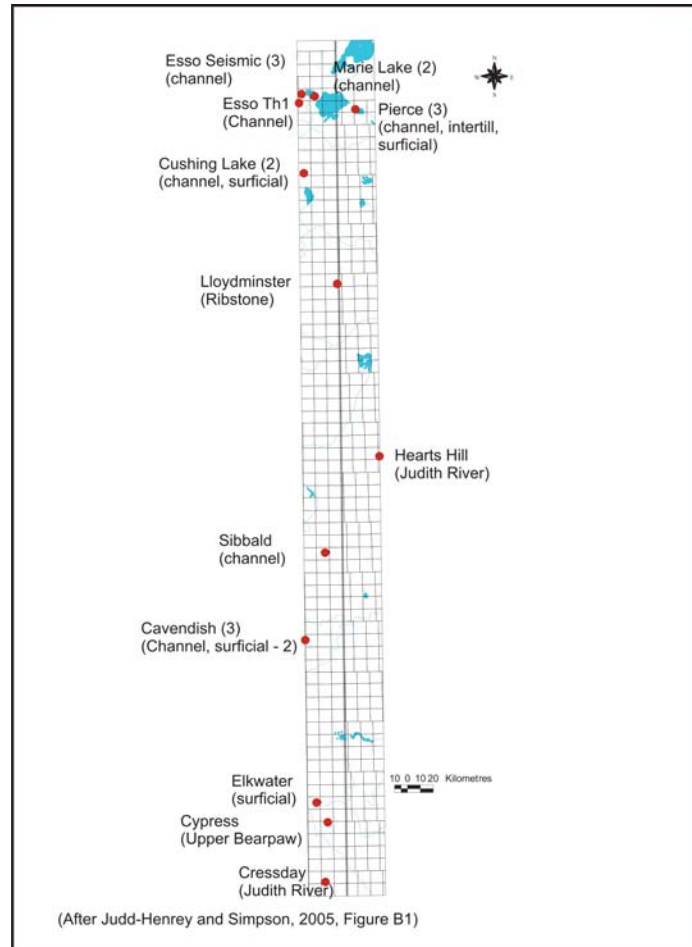 Esso Seismic (3)
(channel)
Marie Lake (2)
(channel)
Esso Th1
(Channel)
Pierce (3)
(channel, intertill,
surficial)
N
W
E
S
Cushing Lake (2)
(channel, surficial)
Lloydminster
(Ribstone)
Hearts Hill
(Judith River)
Sibbald
(channel)
Cavendish (3)
(Channel, surficial - 2)
10 0 10 20 Kilometres
Elkwater
(surficial)
Cypress
(Upper Bearpaw)
Cressday
(Judith River)
(After Judd-Henrey and Simpson, 2005, Figure B1)